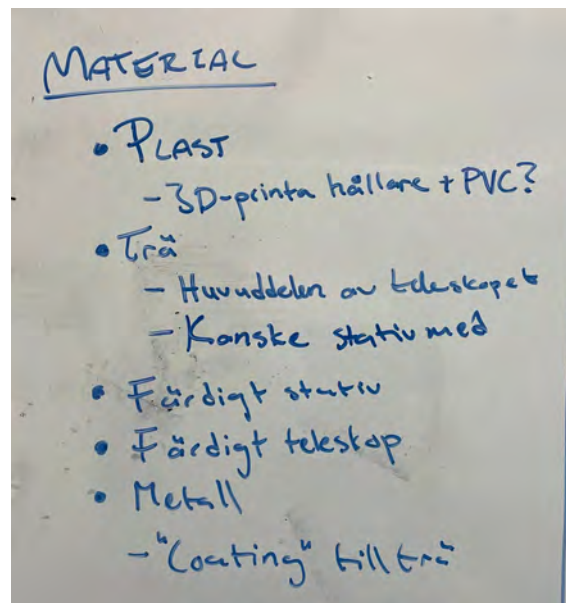 MATERIAL
• PLAST
- 3D-printa hållare + PVC?
• Trä
- Huvuddelen av teleskopet
- Kanske stativ med
• Färdigt stativ
• Färdigt teleskop
• Metall
- "Coating" till trä